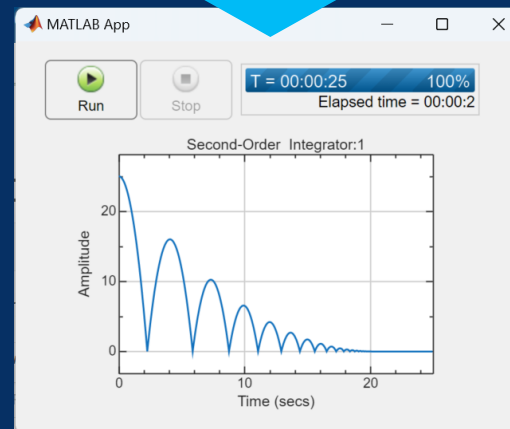 MATLAB App
Run
Stop
T = 00:00:25 100%
Elapsed time = 00:00:2
Second-Order Integrator:1
Amplitude
20
10
0
0 10 20
Time (secs)